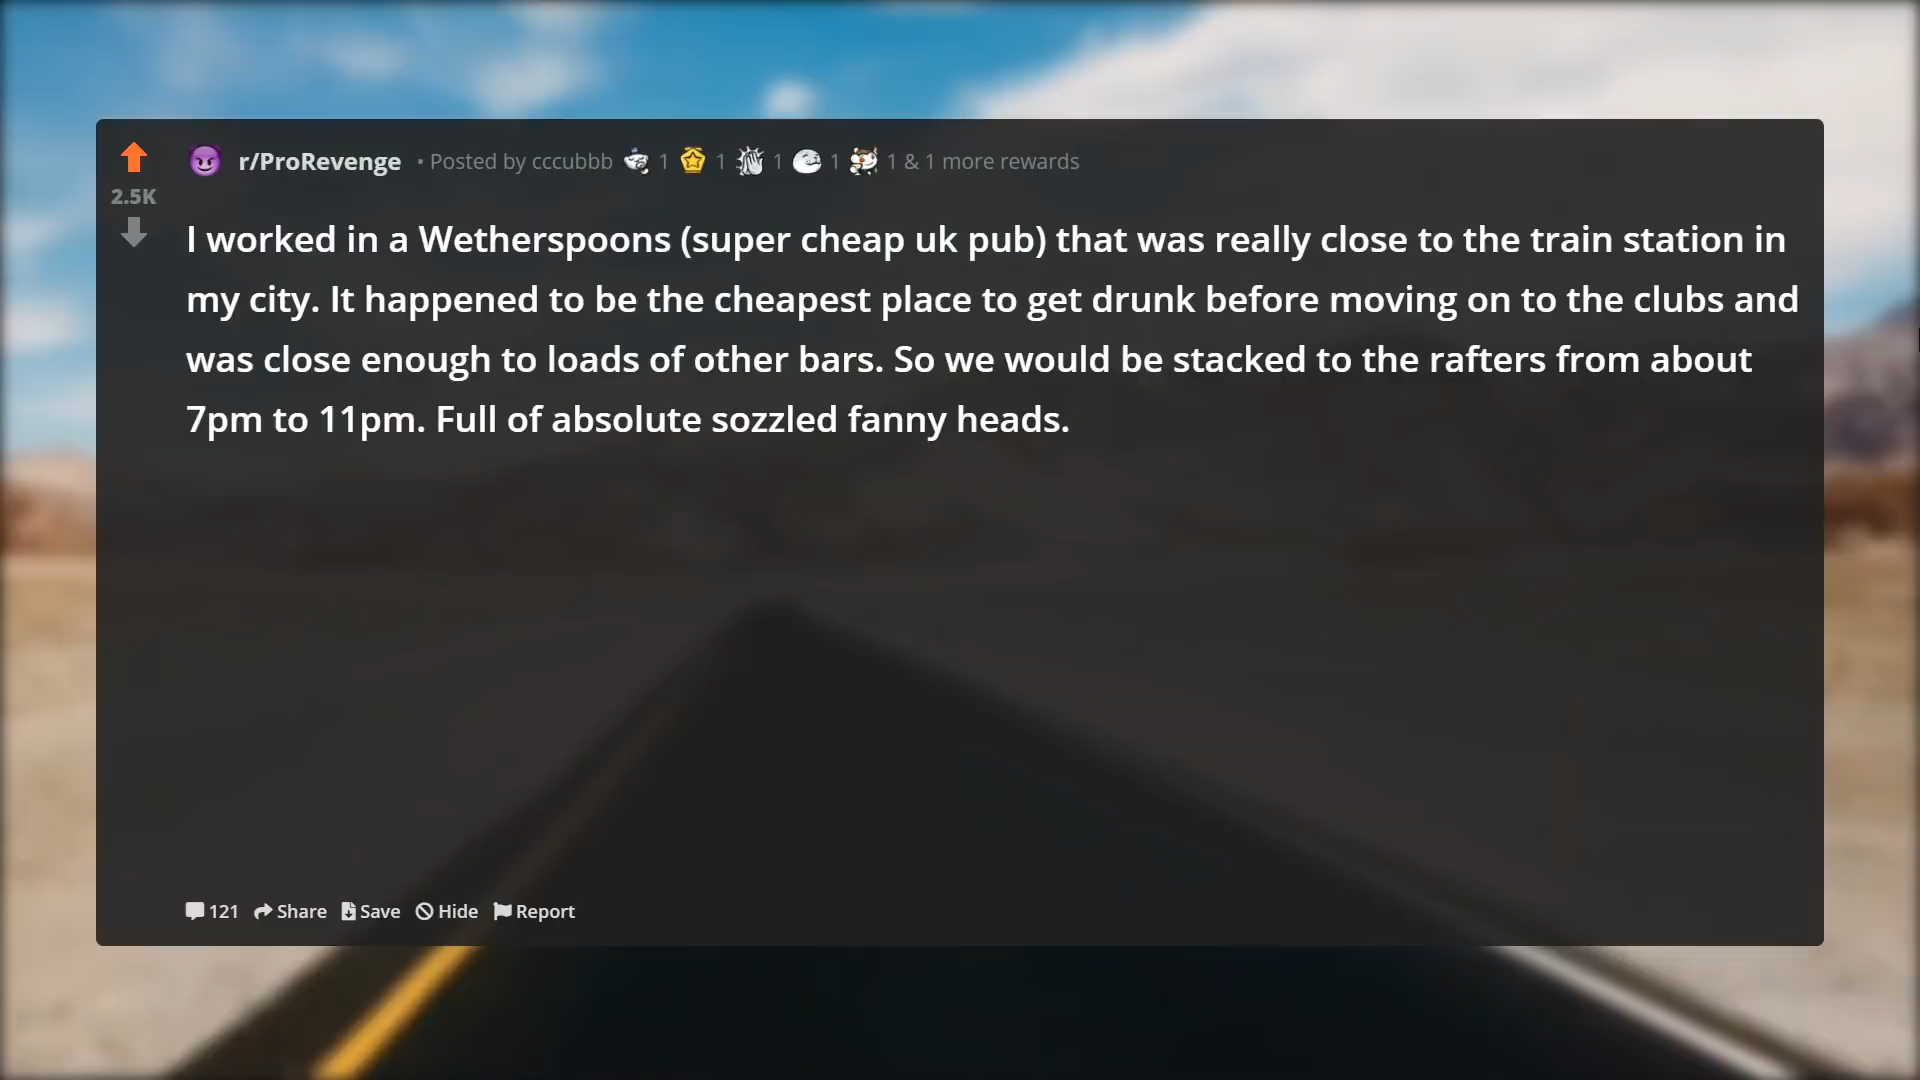 r/ProRevenge • Posted by cccubbb 1 1 1 1 1 & 1 more rewards
2.5K
I worked in a Wetherspoons (super cheap uk pub) that was really close to the train station in
my city. It happened to be the cheapest place to get drunk before moving on to the clubs and
was close enough to loads of other bars. So we would be stacked to the rafters from about
7pm to 11pm. Full of absolute sozzled fanny heads.
121 Share Save Hide Report